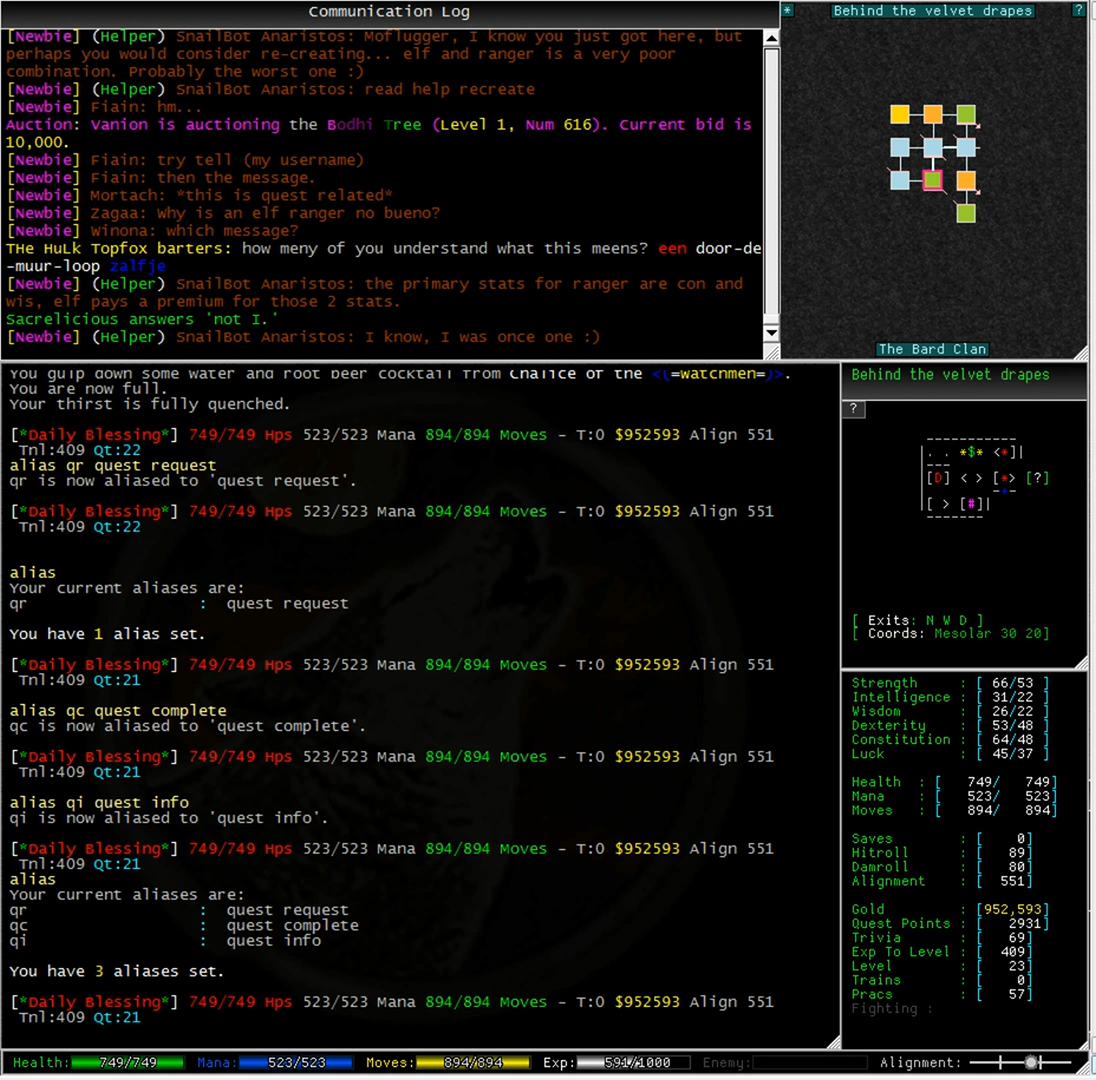 Communication Log
[Newbie] (Helper) SnailBot Anaristos: Moflugger, I know you just got here, but
perhaps you would consider re-creating... elf and ranger is a very poor
combination. Probably the worst one :)
[Newbie] (Helper) SnailBot Anaristos: read help recreate
[Newbie] Fiain: hm...
Auction: Vanion is auctioning the Bodhi Tree (Level 1, Num 616). Current bid is
10,000.
[Newbie] Fiain: try tell (my username)
[Newbie] Fiain: then the message.
[Newbie] Mortach: *this is quest related*
[Newbie] Zagaa: Why is an elf ranger no bueno?
[Newbie] Winona: which message?
THe HuLk Topfox barters: how meny of you understand what this meens? een door-de
-muur-loop zalfje
[Newbie] (Helper) SnailBot Anaristos: the primary stats for ranger are con and
wis, elf pays a premium for those 2 stats.
Sacrelicious answers 'not I.'
[Newbie] (Helper) SnailBot Anaristos: I know, I was once one :)
* Behind the velvet drapes ?
The Bard Clan
You gulp down some water and root beer cocktail from Chalice of the <(=watchmen=)>.
You are now full.
Your thirst is fully quenched.
[*Daily Blessing*] 749/749 Hps 523/523 Mana 894/894 Moves - T:0 $952593 Align 551
Tnl:409 Qt:22
alias qr quest request
qr is now aliased to 'quest request'.
[*Daily Blessing*] 749/749 Hps 523/523 Mana 894/894 Moves - T:0 $952593 Align 551
Tnl:409 Qt:22
alias
Your current aliases are:
qr : quest request
You have 1 alias set.
[*Daily Blessing*] 749/749 Hps 523/523 Mana 894/894 Moves - T:0 $952593 Align 551
Tnl:409 Qt:21
alias qc quest complete
qc is now aliased to 'quest complete'.
[*Daily Blessing*] 749/749 Hps 523/523 Mana 894/894 Moves - T:0 $952593 Align 551
Tnl:409 Qt:21
alias qi quest info
qi is now aliased to 'quest info'.
[*Daily Blessing*] 749/749 Hps 523/523 Mana 894/894 Moves - T:0 $952593 Align 551
Tnl:409 Qt:21
alias
Your current aliases are:
qr : quest request
qc : quest complete
qi : quest info
You have 3 aliases set.
[*Daily Blessing*] 749/749 Hps 523/523 Mana 894/894 Moves - T:0 $952593 Align 551
Tnl:409 Qt:21
Behind the velvet drapes
?
-----------
|. . *$* <*]|
---
[D] < > [*> [?]
-*-
|[ > [#]|
-------
[ Exits: N W D ]
[ Coords: Mesolar 30 20]
Strength : [ 66/53 ]
Intelligence : [ 31/22 ]
Wisdom : [ 26/22 ]
Dexterity : [ 53/48 ]
Constitution : [ 64/48 ]
Luck : [ 45/37 ]
Health : [ 749/ 749]
Mana : [ 523/ 523]
Moves : [ 894/ 894]
Saves : [ 0]
Hitroll : [ 89]
Damroll : [ 80]
Alignment : [ 551]
Gold : [952,593]
Quest Points : [ 2931]
Trivia : [ 69]
Exp To Level : [ 409]
Level : [ 23]
Trains : [ 0]
Pracs : [ 57]
Fighting :
Health: 749/749 Mana: 523/523 Moves: 894/894 Exp: 591/1000 Enemy: Alignment: